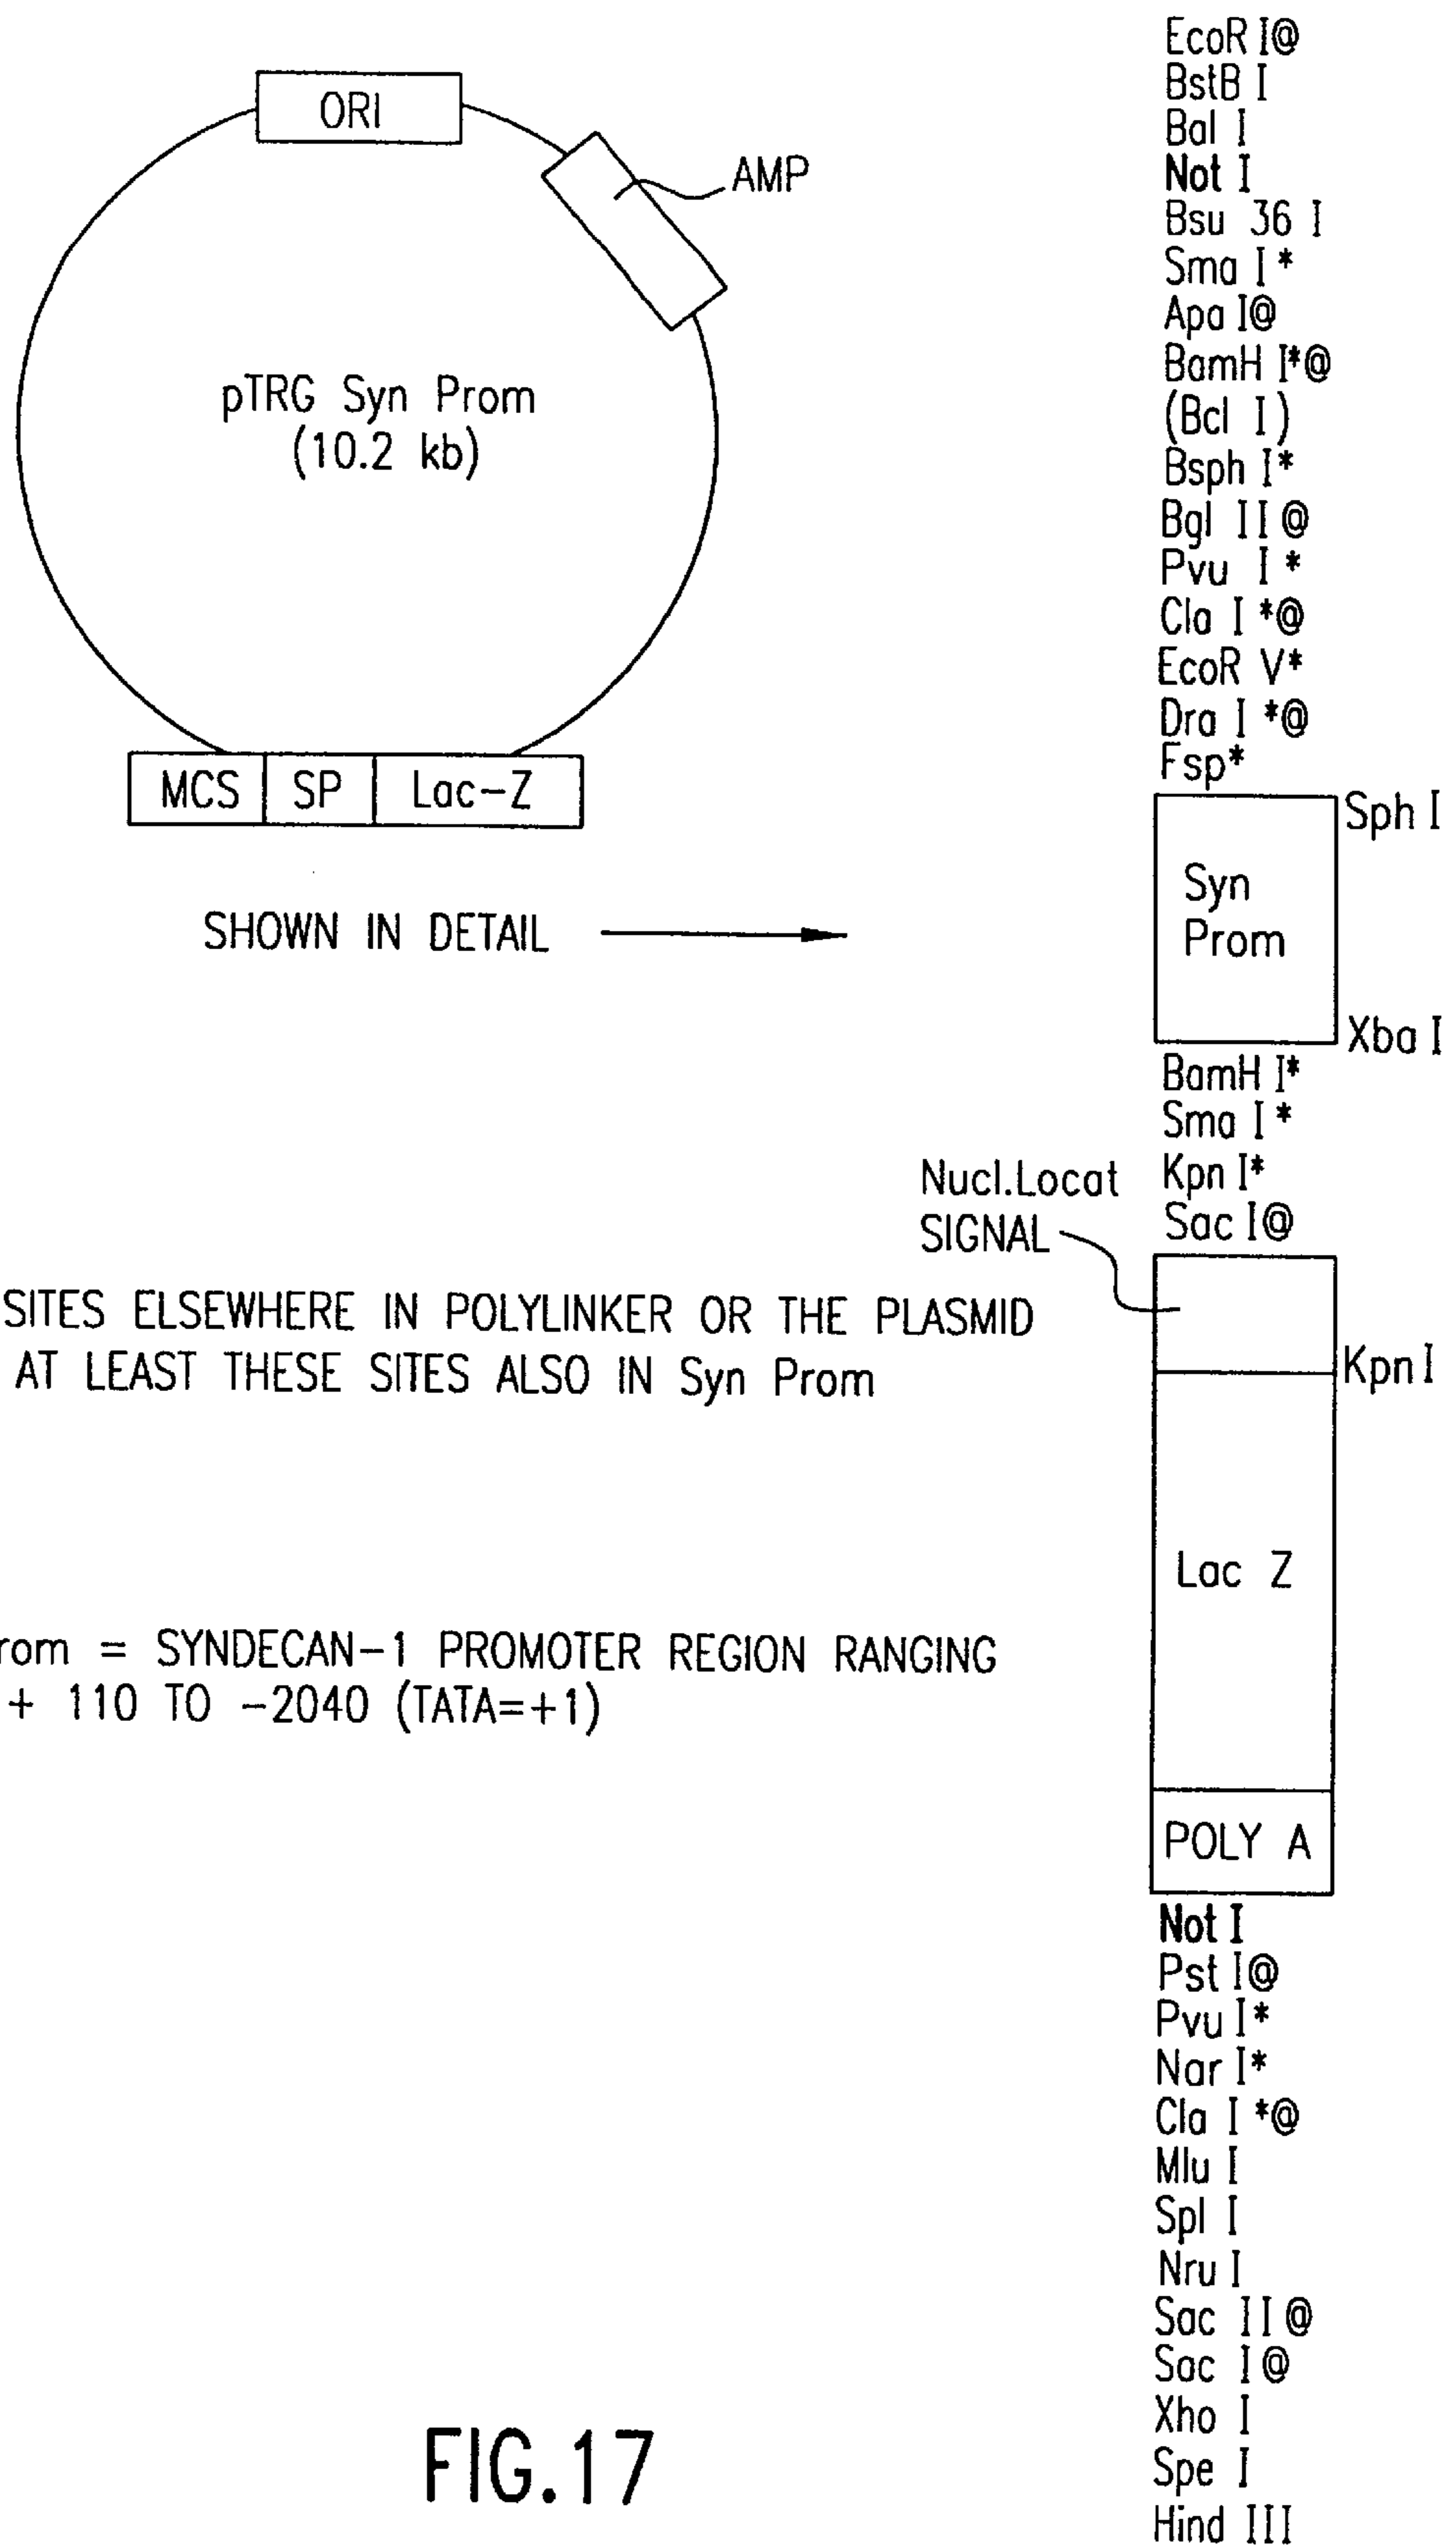 ORI
AMP
pTRG Syn Prom
(10.2 kb)
MCS SP Lac-Z
SHOWN IN DETAIL
SITES ELSEWHERE IN POLYLINKER OR THE PLASMID
AT LEAST THESE SITES ALSO IN Syn Prom
= SYNDECAN-1 PROMOTER REGION RANGING
+ 110 TO -2040 (TATA=+1)
EcoR I@
BstB I
Bal I
Not I
Bsu 36 I
Sma I*
Apa I@
BamH I*@
(Bcl I)
Bsph I*
Bgl II@
Pvu I*
Cla I*@
EcoR V*
Dra I*@
Fsp*
Sph I
Syn
Prom
Xba I
BamH I*
Sma I*
Kpn I*
Sac I@
Nucl.Locat
SIGNAL
Kpn I
Lac Z
POLY A
Not I
Pst I@
Pvu I*
Nar I*
Cla I*@
Mlu I
Spl I
Nru I
Sac II@
Sac I@
Xho I
Spe I
Hind III
FIG.17